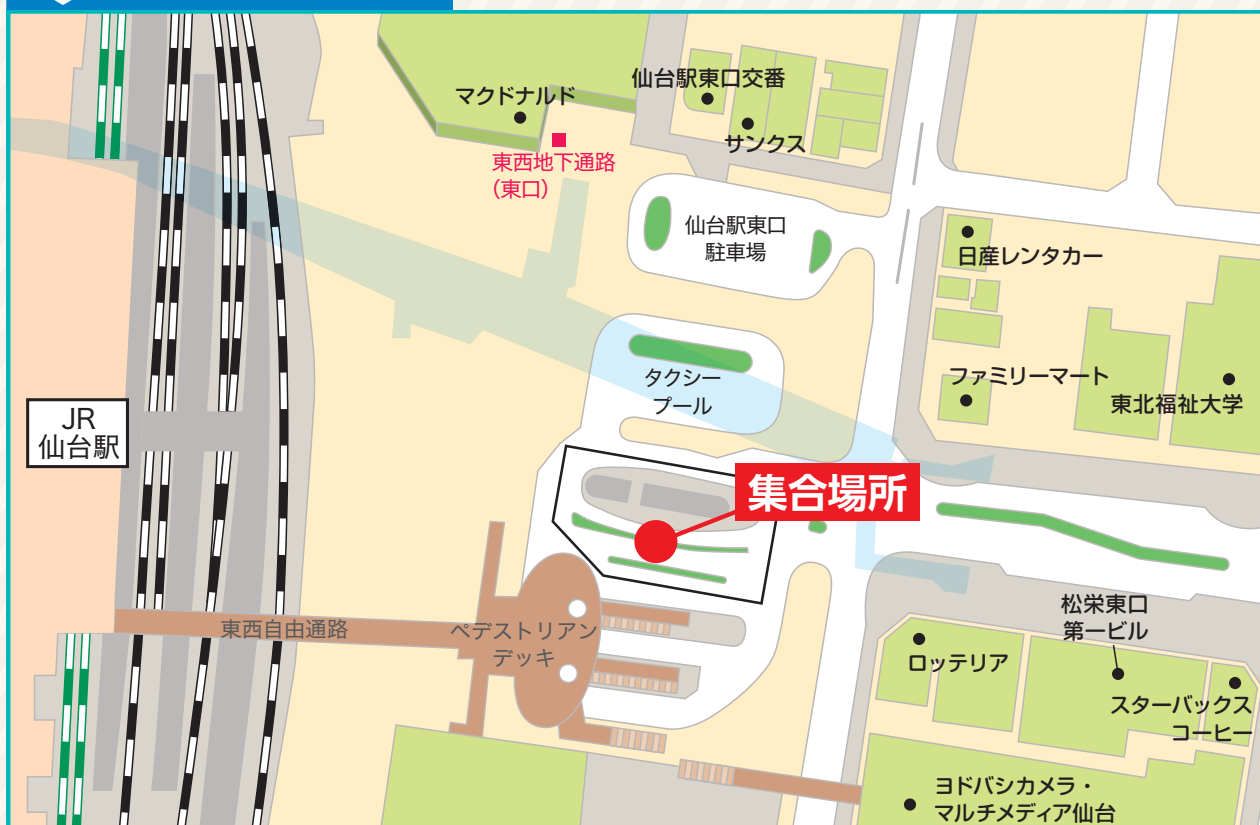 マクドナルド
仙台駅東口交番
サンクス
東西地下通路
(東口)
仙台駅東口
駐車場
日産レンタカー
タクシー
プール
ファミリーマート
東北福祉大学
JR
仙台駅
集合場所
東西自由通路
ペデストリアン
デッキ
松栄東口
第一ビル
ロッテリア
スターバックス
コーヒー
ヨドバシカメラ・
マルチメディア仙台